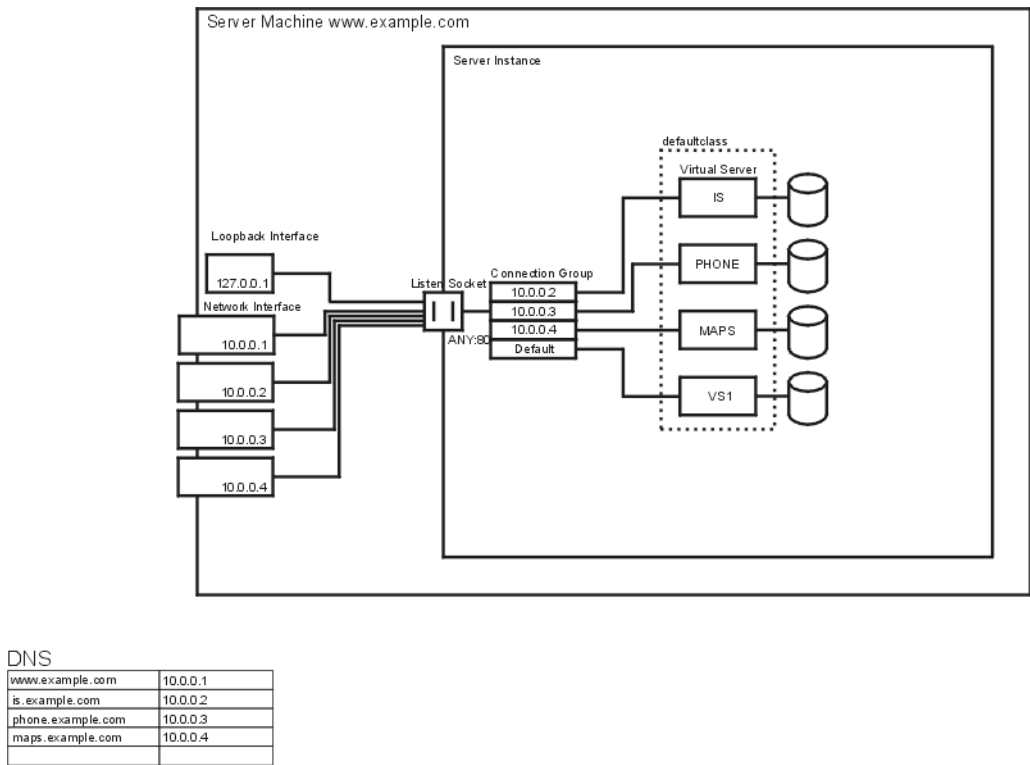 Server Machine www.example.com
Server Instance
defaultclass
Virtual Server
IS
Loopback Interface
127.0.0.1
PHONE
Listen Socket
Connection Group
10.0.0.2
10.0.0.3
10.0.0.4
Default
ANY:80
Network Interface
10.0.0.1
10.0.0.2
10.0.0.3
10.0.0.4
MAPS
VS1
DNS
www.example.com 10.0.0.1
is.example.com 10.0.0.2
phone.example.com 10.0.0.3
maps.example.com 10.0.0.4